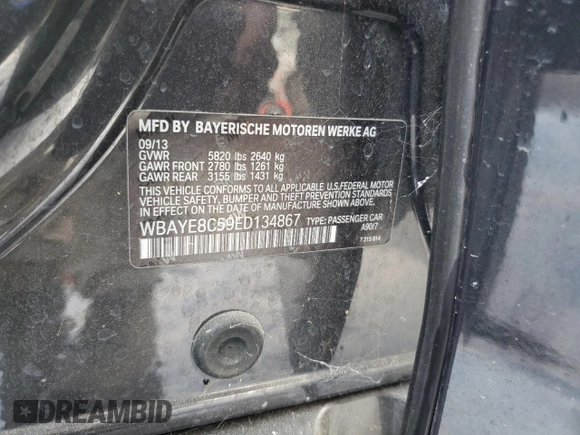 MFD BY BAYERISCHE MOTOREN WERKE AG
09/13
GVWR 5820 lbs 2640 kg
GAWR FRONT 2780 lbs 1261 kg
GAWR REAR 3155 lbs 1431 kg
THIS VEHICLE CONFORMS TO ALL APPLICABLE U.S.FEDERAL MOTOR
VEHICLE SAFETY, BUMPER, AND THEFT PREVENTION STANDARDS
IN EFFECT ON THE DATE OF MANUFACTURE SHOWN ABOVE.
WBAYE8C59ED134867 TYPE: PASSENGER CAR
A90/7
DREAMBID